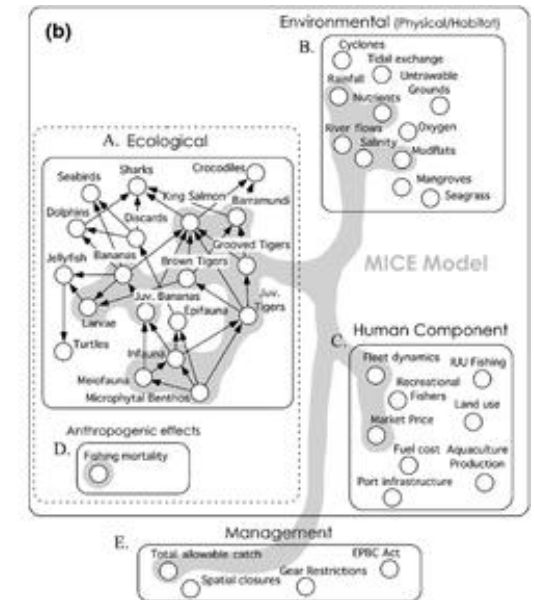 (b)
Environmental (Physical/Habitat)
B.
Cyclones
Tidal exchange
Rainfall
Untrawable
Grounds
Nutrients
River flows
Oxygen
Salinity
Mudflats
Mangroves
Seagrass
A. Ecological
Seabirds
Sharks
Crocodiles
King Salmon
Barramundi
Dolphins
Discards
Grooved Tigers
Jellyfish
Bananas
Brown Tigers
MICE Model
Juv. Bananas
Juv.
Tigers
Larvae
Epifauna
Turtles
Infauna
Meiofauna
Microphytal Benthos
Human Component
C.
Fleet dynamics
IUU Fishing
Recreational
Fishers
Land use
Market Price
Fuel cost
Aquaculture
Production
Port infrastructure
Anthropogenic effects
D.
Fishing mortality
Management
E.
Total allowable catch
EPBC Act
Spatial closures
Gear Restrictions